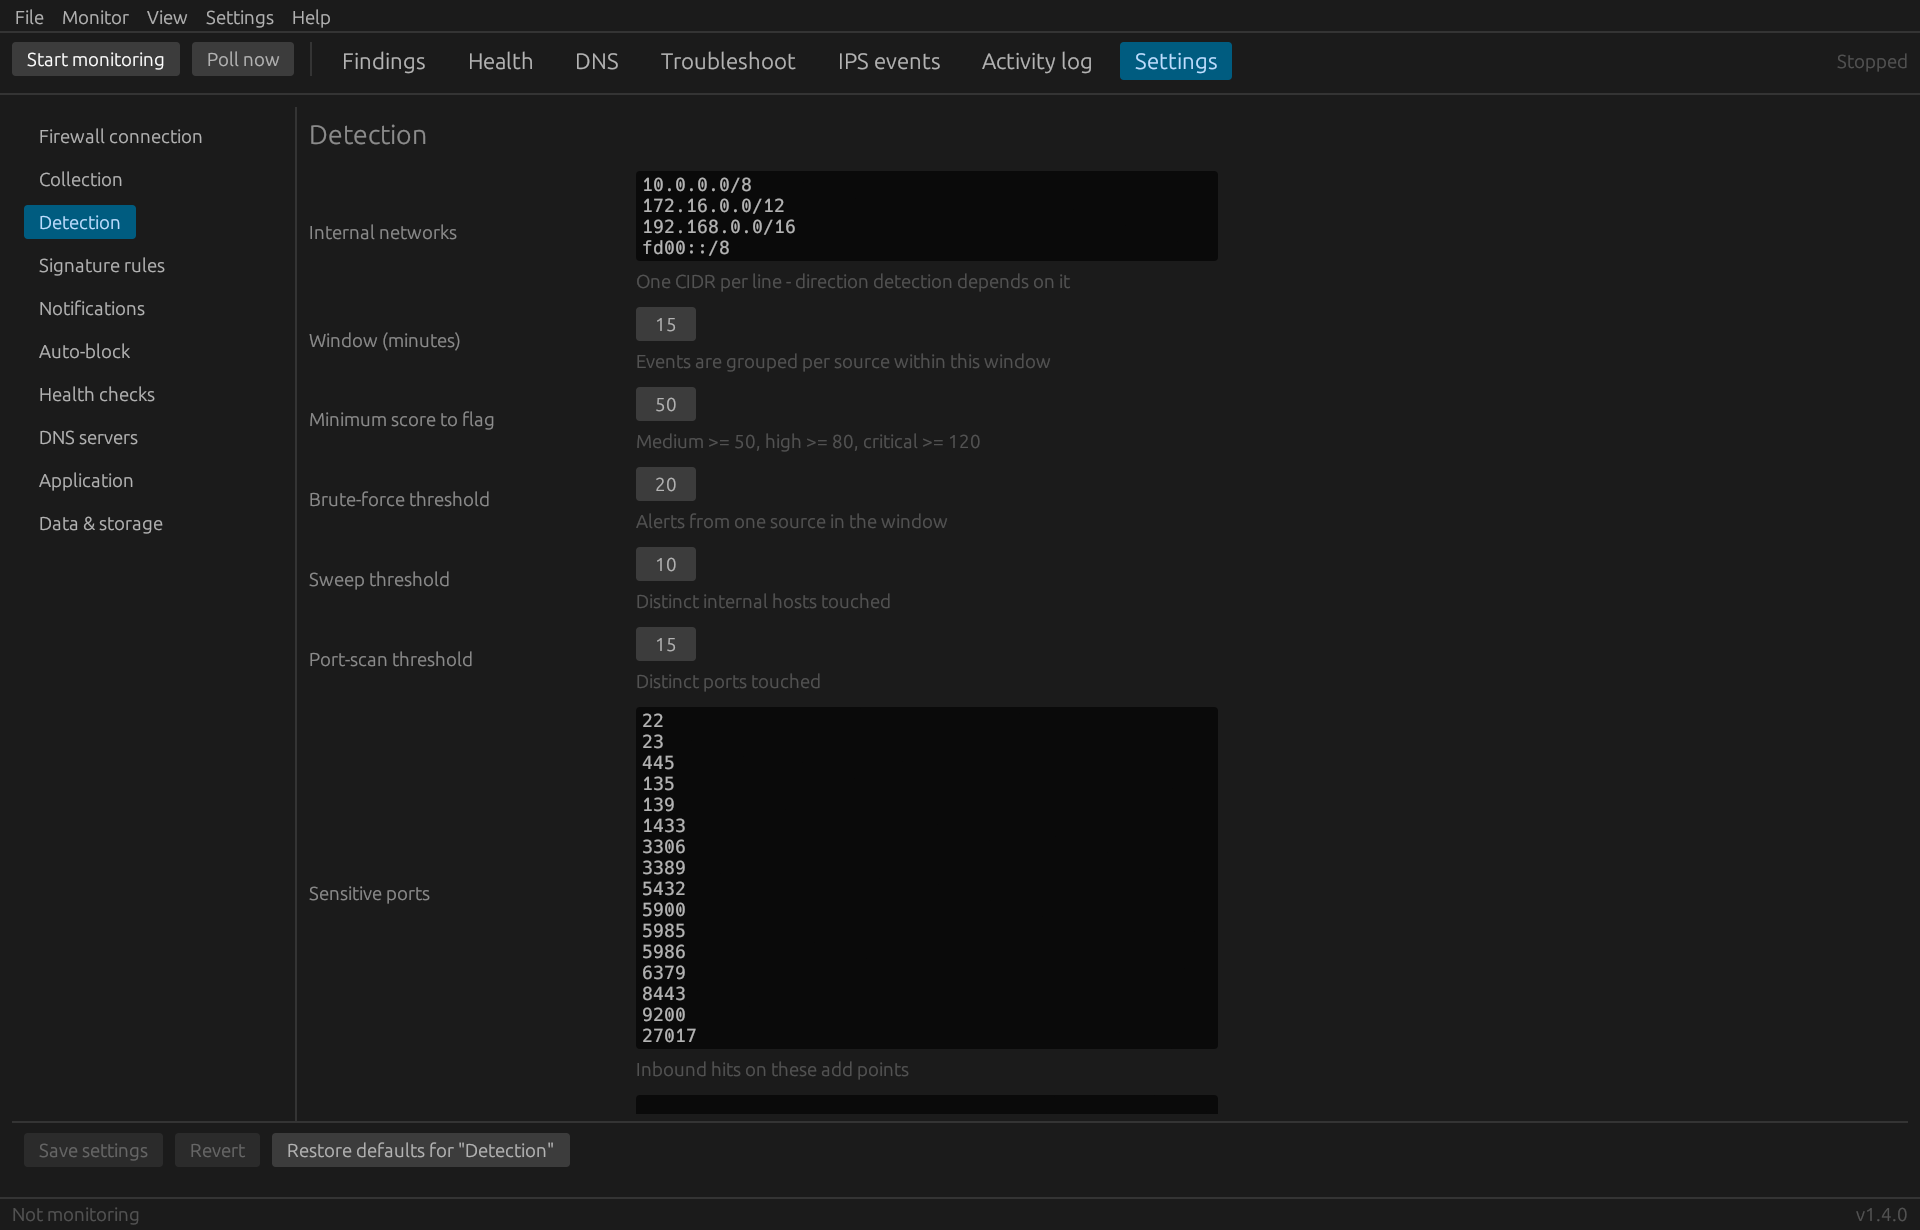 File Monitor View Settings Help
Start monitoring Poll now Findings Health DNS Troubleshoot IPS events Activity log Settings Stopped
Firewall connection
Collection
Detection
Signature rules
Notifications
Auto-block
Health checks
DNS servers
Application
Data & storage
Detection
Internal networks
10.0.0.0/8
172.16.0.0/12
192.168.0.0/16
fd00::/8
One CIDR per line - direction detection depends on it
Window (minutes)
15
Events are grouped per source within this window
Minimum score to flag
50
Medium >= 50, high >= 80, critical >= 120
Brute-force threshold
20
Alerts from one source in the window
Sweep threshold
10
Distinct internal hosts touched
Port-scan threshold
15
Distinct ports touched
Sensitive ports
22
23
445
135
139
1433
3306
3389
5432
5900
5985
5986
6379
8443
9200
27017
Inbound hits on these add points
Save settings Revert Restore defaults for "Detection"
Not monitoring v1.4.0